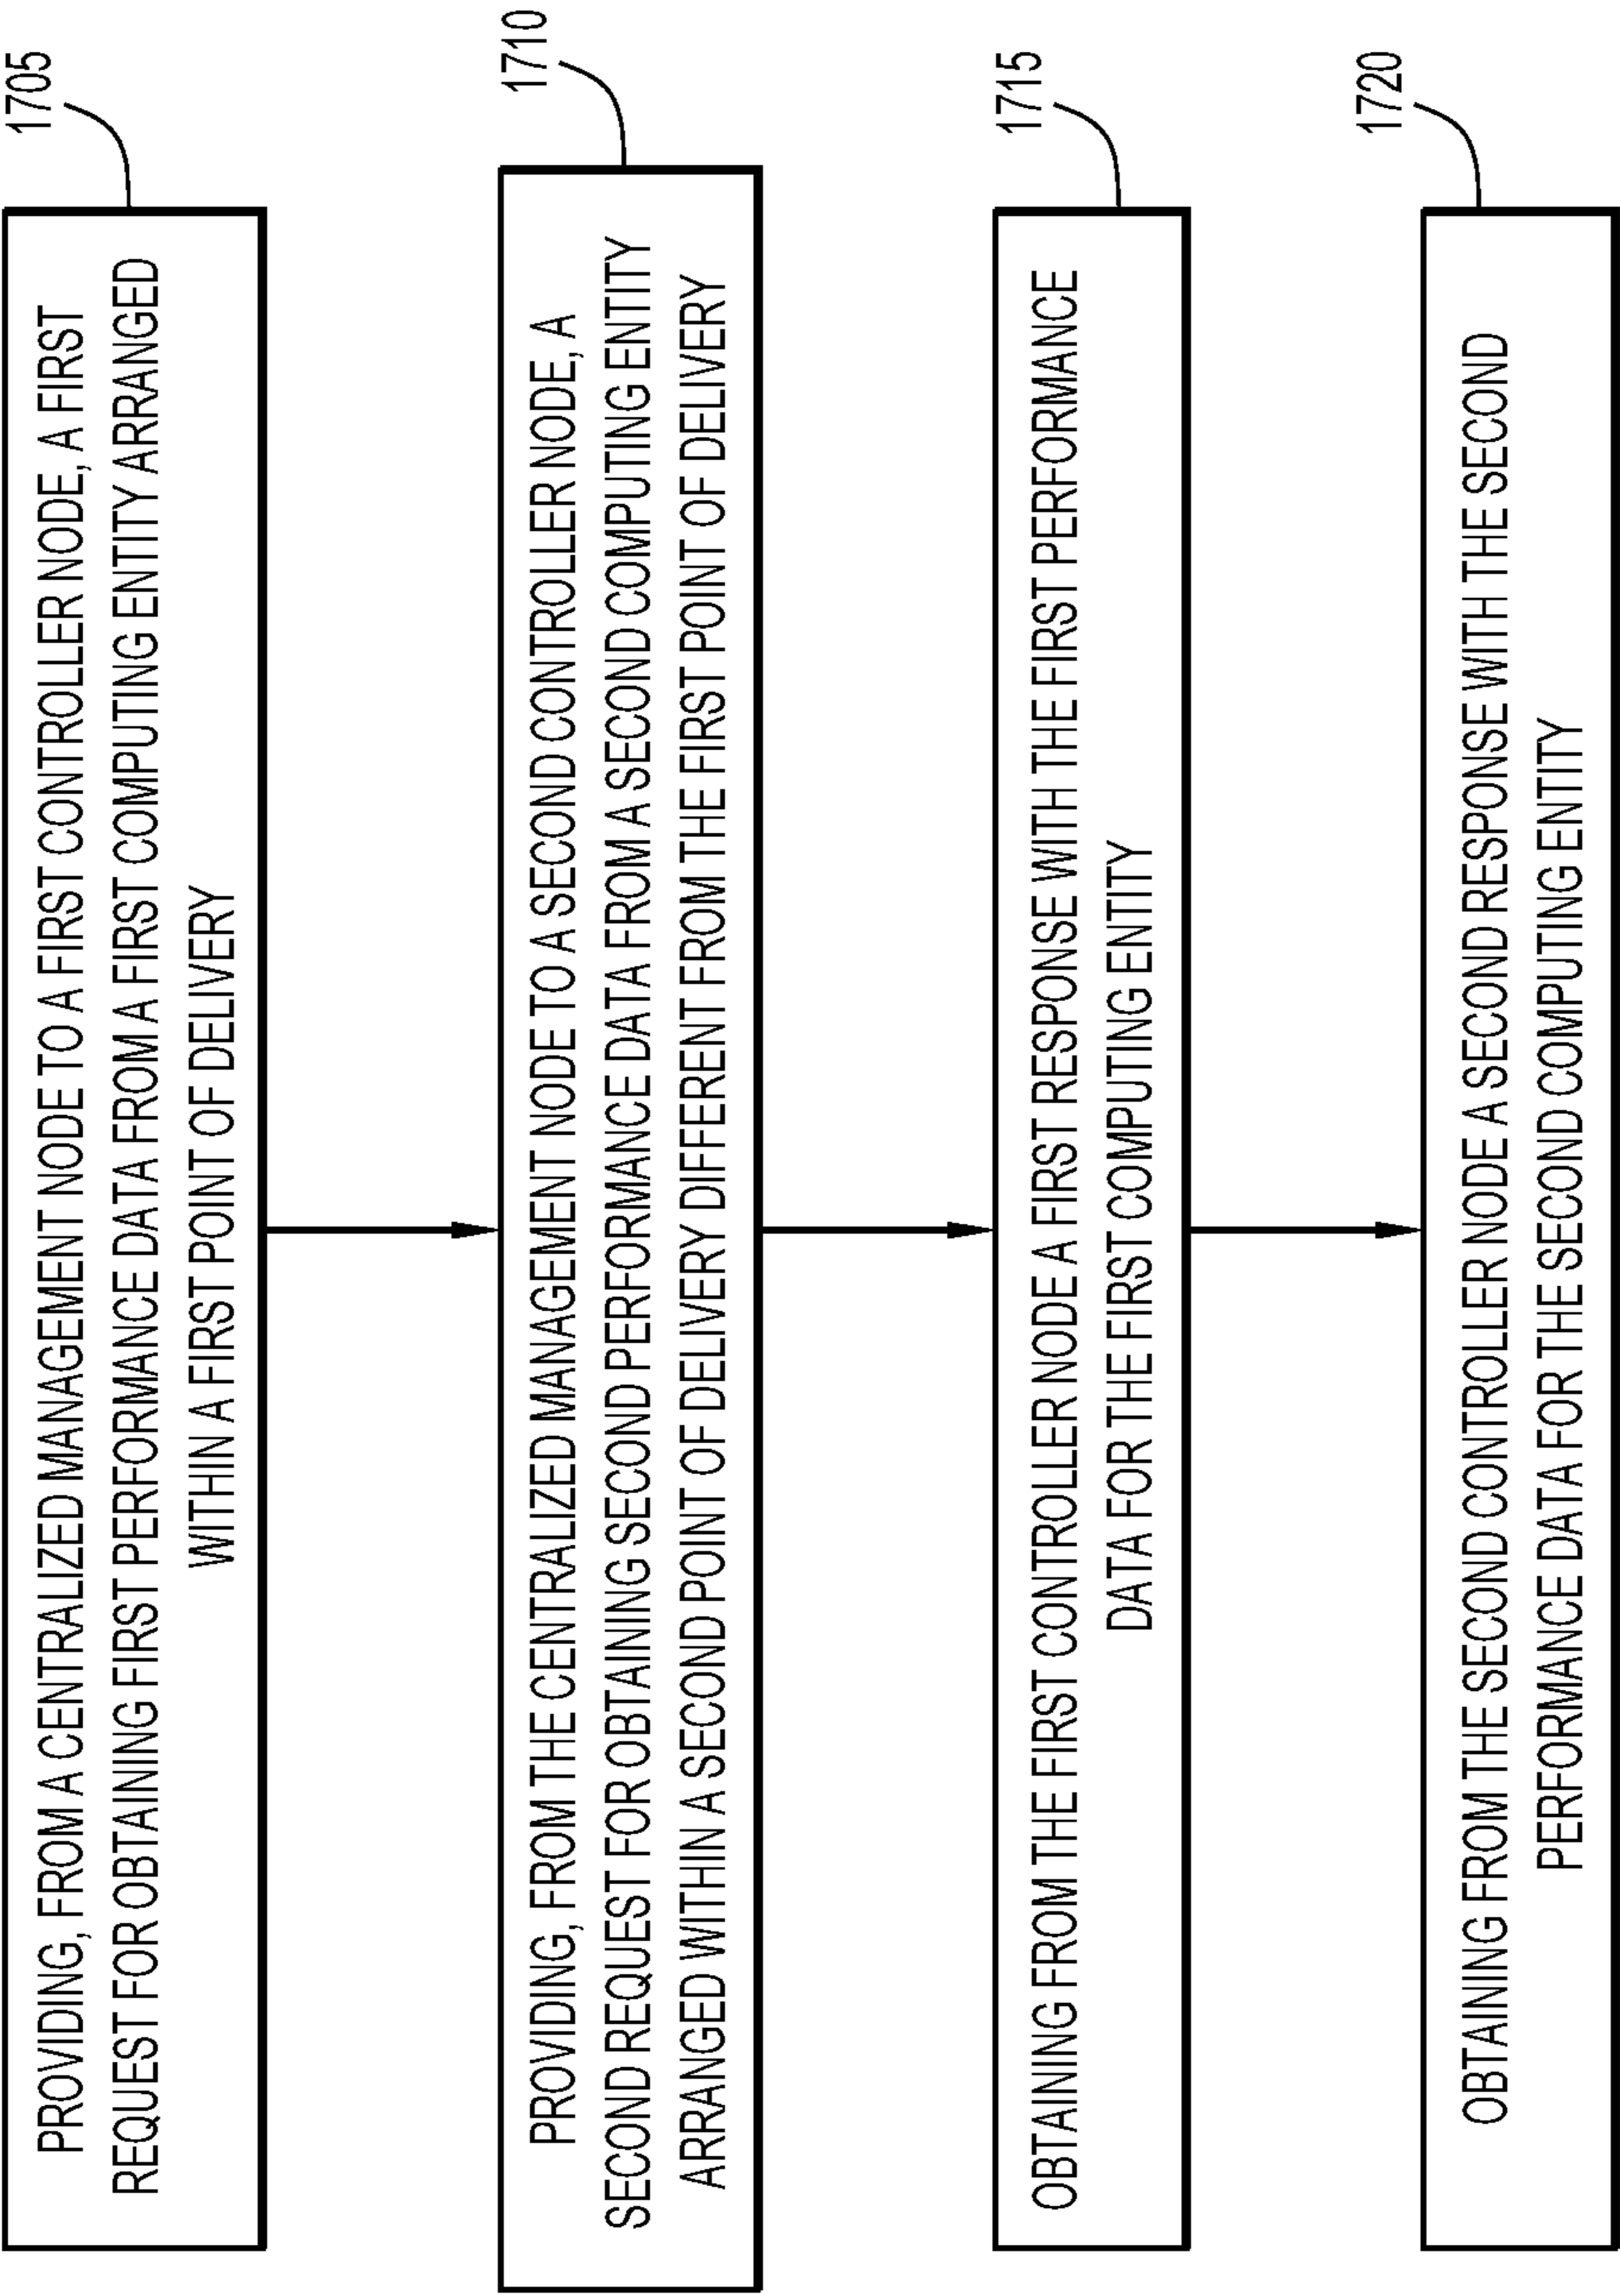 PROVIDING, FROM A CENTRALIZED MANAGEMENT NODE TO A FIRST CONTROLLER NODE, A FIRST
REQUEST FOR OBTAINING FIRST PERFORMANCE DATA FROM A FIRST COMPUTING ENTITY ARRANGED
WITHIN A FIRST POINT OF DELIVERY
1705
PROVIDING, FROM THE CENTRALIZED MANAGEMENT NODE TO A SECOND CONTROLLER NODE, A
SECOND REQUEST FOR OBTAINING SECOND PERFORMANCE DATA FROM A SECOND COMPUTING ENTITY
ARRANGED WITHIN A SECOND POINT OF DELIVERY DIFFERENT FROM THE FIRST POINT OF DELIVERY
1710
OBTAINING FROM THE FIRST CONTROLLER NODE A FIRST RESPONSE WITH THE FIRST PERFORMANCE
DATA FOR THE FIRST COMPUTING ENTITY
1715
OBTAINING FROM THE SECOND CONTROLLER NODE A SECOND RESPONSE WITH THE SECOND
PERFORMANCE DATA FOR THE SECOND COMPUTING ENTITY
1720